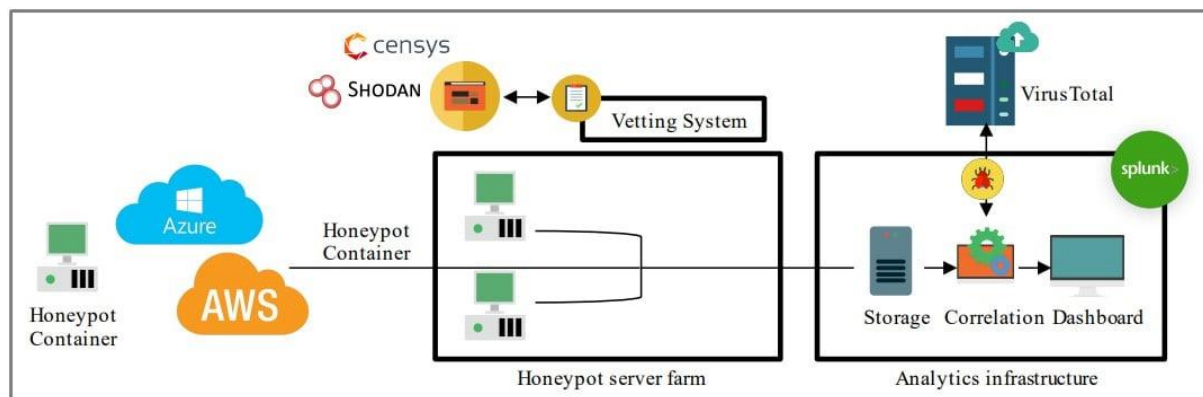 censys
SHODAN
Vetting System
VirusTotal
splunk>
Azure
AWS
Honeypot
Container
Honeypot
Container
Storage
Correlation
Dashboard
Honeypot server farm
Analytics infrastructure